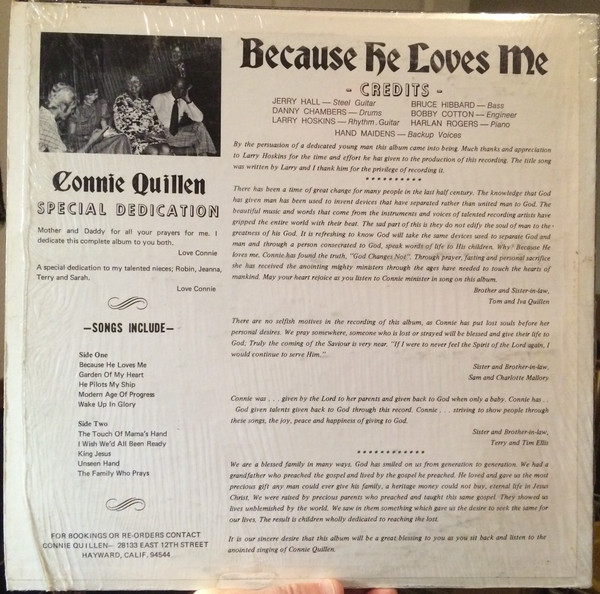 Because He Loves Me
- CREDITS -
JERRY HALL — Steel Guitar
DANNY CHAMBERS — Drums
LARRY HOSKINS — Rhythm Guitar
BRUCE HIBBARD — Bass
BOBBY COTTON — Engineer
HARLAN ROGERS — Piano
HAND MAIDENS — Backup Voices
By the persuasion of a dedicated young man this album came into being. Much thanks and appreciation
to Larry Hoskins for the time and effort he has given to the production of this recording. The title song
was written by Larry and I thank him for the privilege of recording it.
**********
There has been a time of great change for many people in the last half century. The knowledge that God
has given man has been used to invent devices that have separated rather than united man to God. The
beautiful music and words that come from the instruments and voices of talented recording artists have
gripped the entire world with their beat. The sad part of this is they do not edify the soul of man to the
greatness of his God. It is refreshing to know God will take the same devices used to separate God and
man and through a person consecrated to God, speak words of life to His children. Why? Because He
loves me. Connie has found the truth, "God Changes Not". Through prayer, fasting and personal sacrifice
she has received the anointing mighty ministers through the ages have needed to touch the hearts of
mankind. May your heart rejoice as you listen to Connie minister in song on this album.
Brother and Sister-in-law,
Tom and Iva Quillen
There are no selfish motives in the recording of this album, as Connie has put lost souls before her
personal desires. We pray somewhere, someone who is lost or strayed will be blessed and give their life to
God; Truly the coming of the Saviour is very near. "If I were to never feel the Spirit of the Lord again, I
would continue to serve Him."
Sister and Brother-in-law,
Sam and Charlotte Mallory
Connie was . . . given by the Lord to her parents and given back to God when only a baby. Connie has . .
God given talents given back to God through this record. Connie . . . striving to show people through
these songs, the joy, peace and happiness of giving to God.
Sister and Brother-in-law,
Terry and Tim Ellis
************
We are a blessed family in many ways. God has smiled on us from generation to generation. We had a
grandfather who preached the gospel and lived by the gospel he preached. He loved and gave us the most
precious gift any man could ever give his family, a heritage money could not buy, eternal life in Jesus
Christ. We were raised by precious parents who preached and taught this same gospel. They showed us
lives unblemished by the world. We saw in them something which gave us the desire to seek the same for
our lives. The result is children wholly dedicated to reaching the lost.
It is our sincere desire that this album will be a great blessing to you as you sit back and listen to the
anointed singing of Connie Quillen.
Connie Quillen
SPECIAL DEDICATION
Mother and Daddy for all your prayers for me. I
dedicate this complete album to you both.
Love Connie
A special dedication to my talented nieces; Robin, Jeanna,
Terry and Sarah.
Love Connie
—SONGS INCLUDE—
Side One
Because He Loves Me
Garden Of My Heart
He Pilots My Ship
Modern Age Of Progress
Wake Up In Glory
Side Two
The Touch Of Mama's Hand
I Wish We'd All Been Ready
King Jesus
Unseen Hand
The Family Who Prays
FOR BOOKINGS OR RE-ORDERS CONTACT
CONNIE QUILLEN— 28133 EAST 12TH STREET
HAYWARD, CALIF. 94544